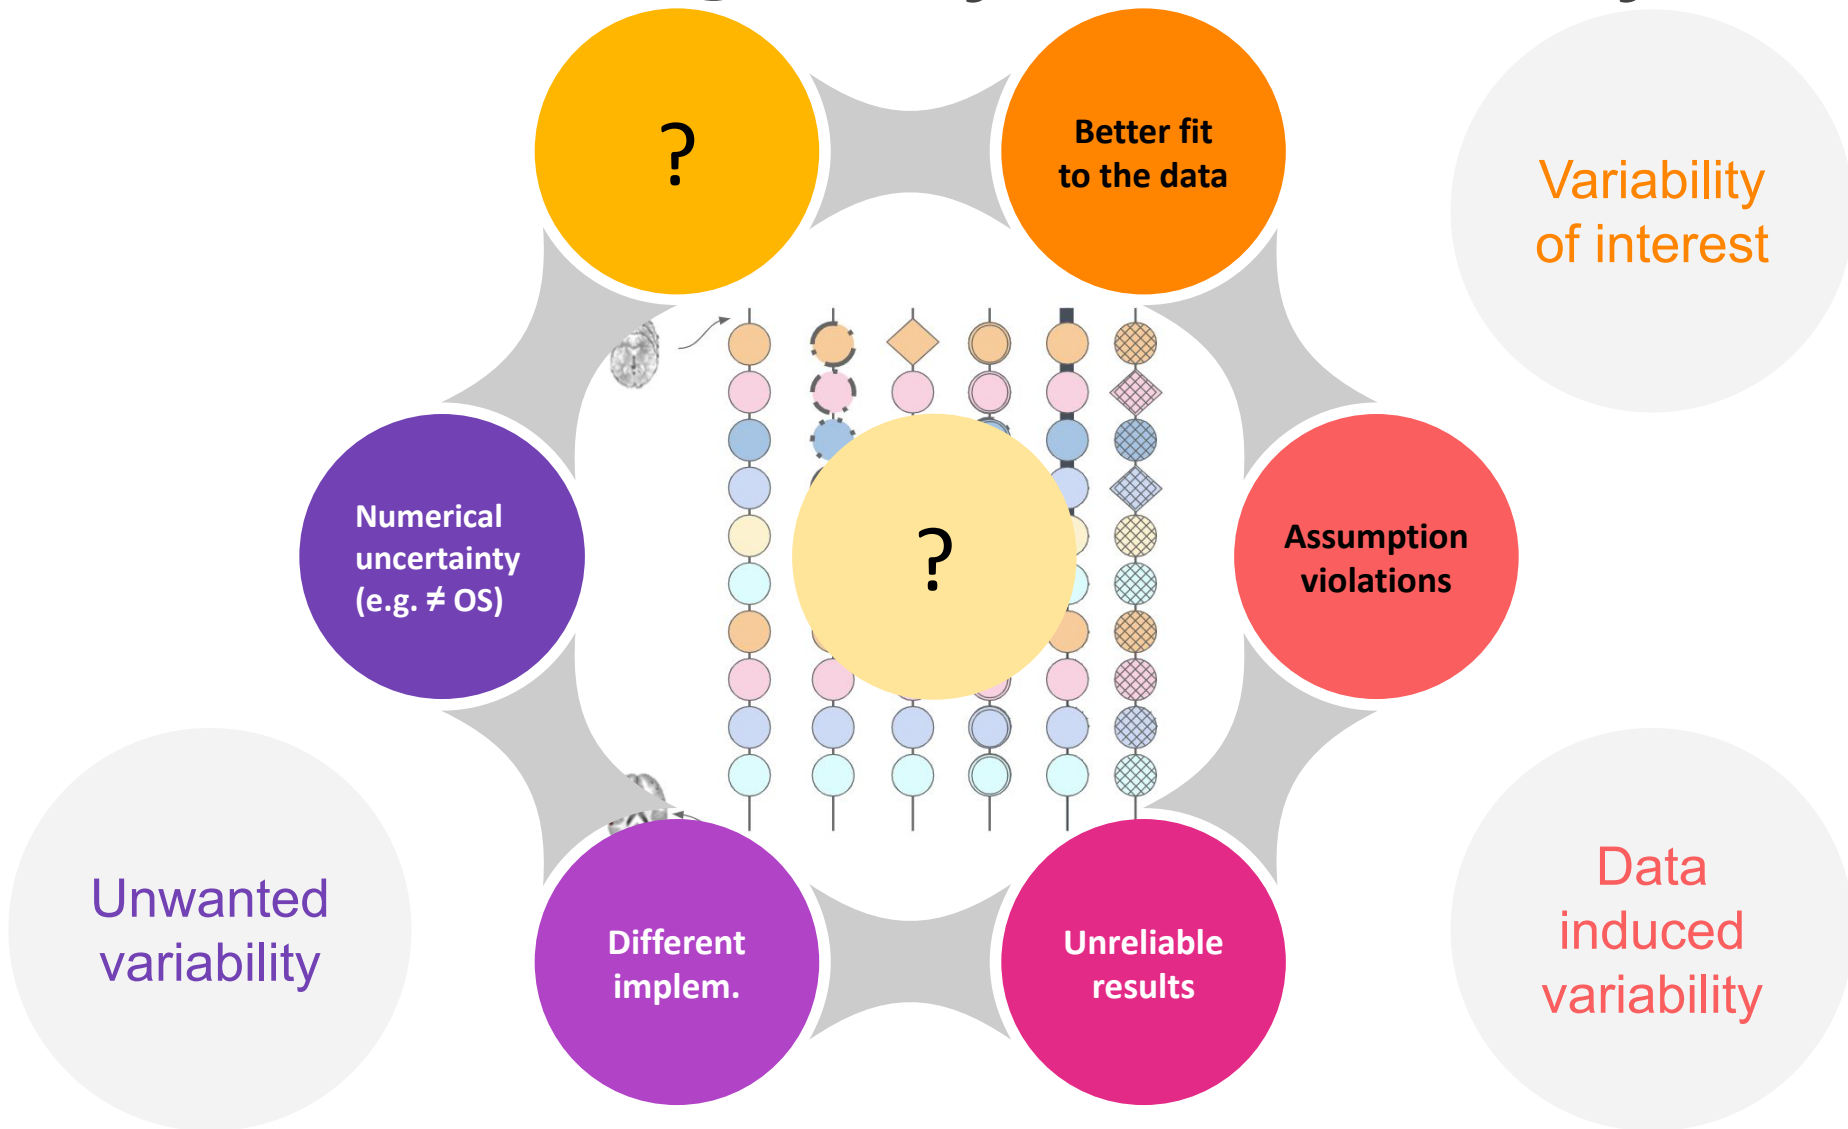 ?
Better fit
to the data
Variability
of interest
Numerical
uncertainty
(e.g. ≠ OS)
?
Assumption
violations
Unwanted
variability
Different
implem.
Unreliable
results
Data
induced
variability